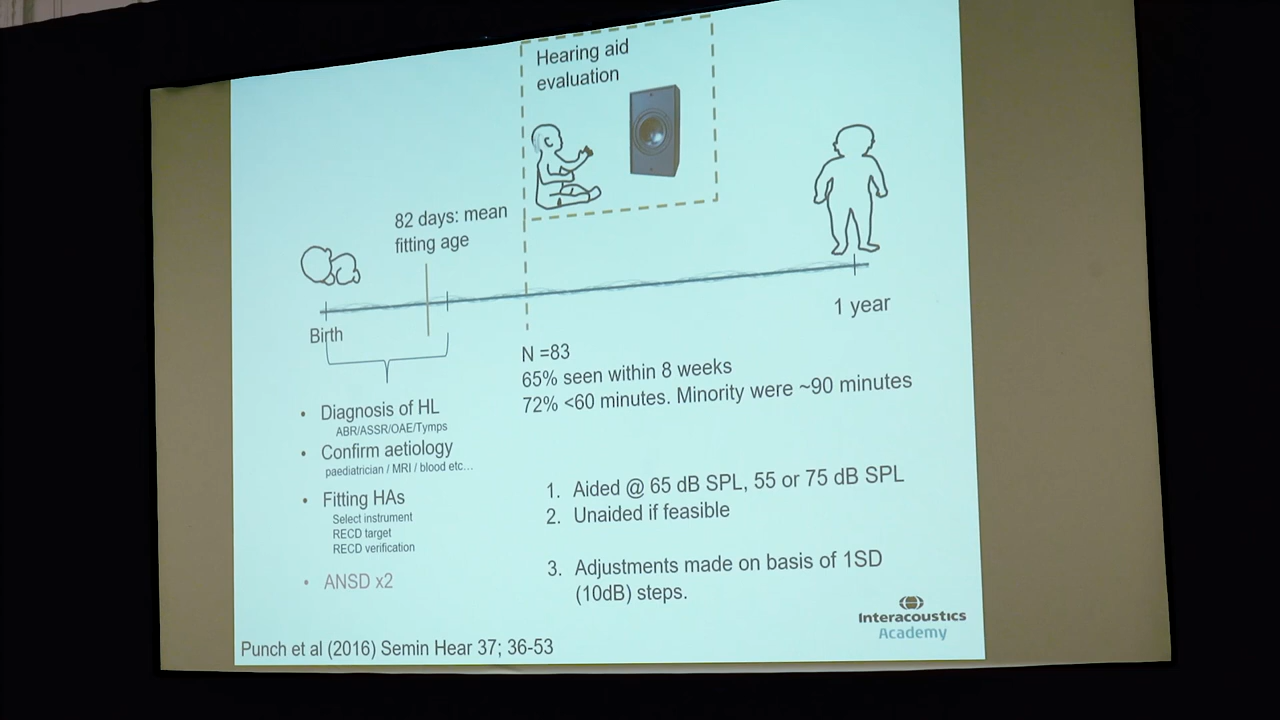 Hearing aid
evaluation
82 days: mean
fitting age
Birth
1 year
N =83
65% seen within 8 weeks
72% <60 minutes. Minority were ~90 minutes
• Diagnosis of HL
ABR/ASSR/OAE/Tymps
• Confirm aetiology
paediatrician / MRI / blood etc…
• Fitting HAs
Select instrument
RECD target
RECD verification
• ANSD x2
1. Aided @ 65 dB SPL, 55 or 75 dB SPL
2. Unaided if feasible
3. Adjustments made on basis of 1SD
(10dB) steps.
Interacoustics
Academy
Punch et al (2016) Semin Hear 37; 36-53